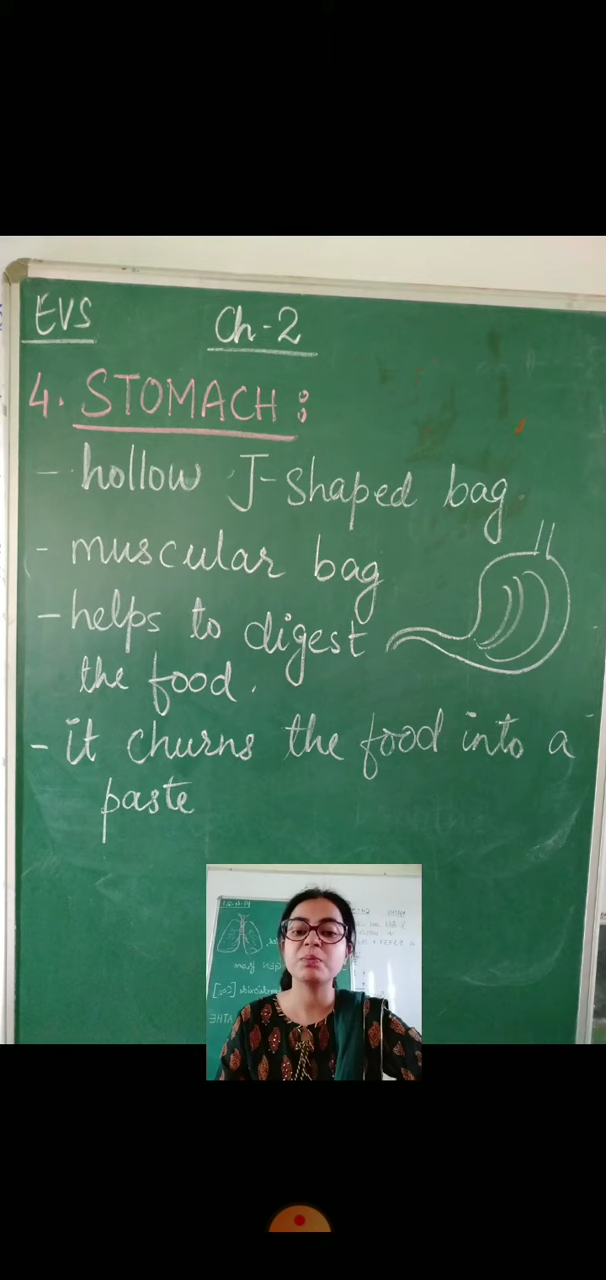 EVS Ch-2
4. STOMACH:
- hollow J-shaped bag.
- muscular bag
- helps to digest
the food.
- it churns the food into a
paste